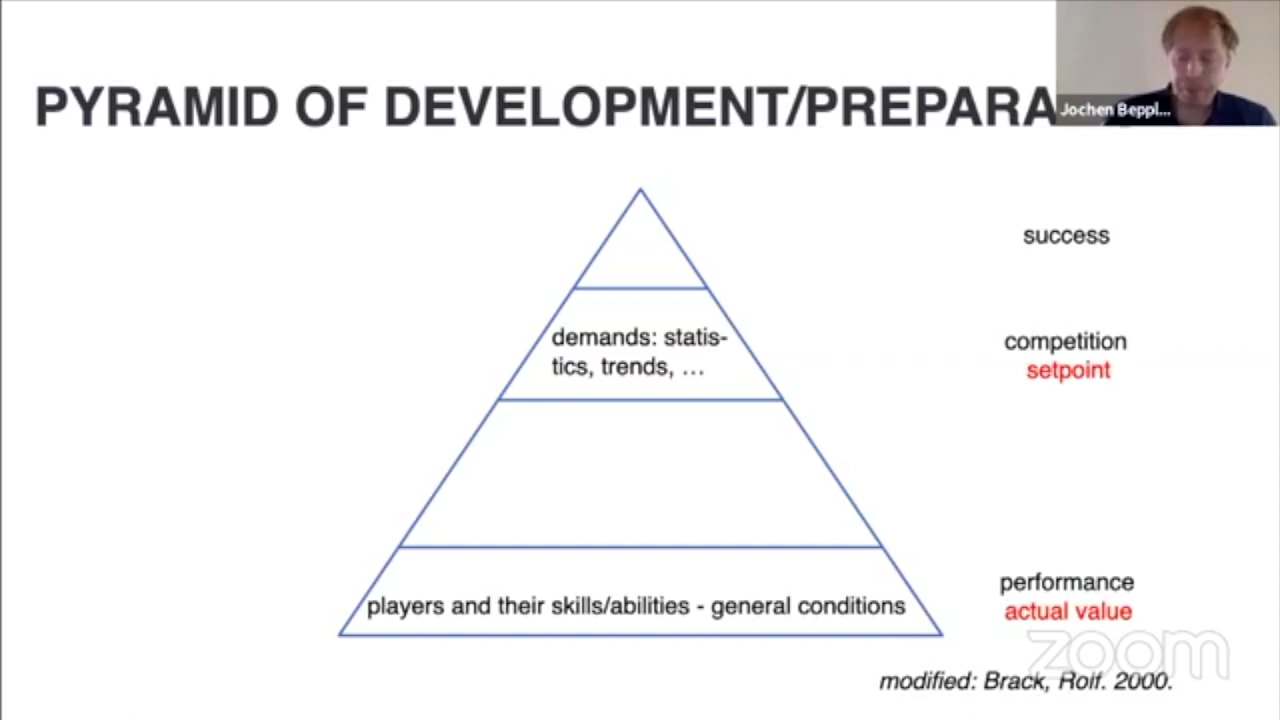 PYRAMID OF DEVELOPMENT/PREPARA
Jochen Beppl...
success
demands: statis-
tics, trends, ...
competition
setpoint
players and their skills/abilities - general conditions
performance
actual value
zoom
modified: Brack, Rolf. 2000.